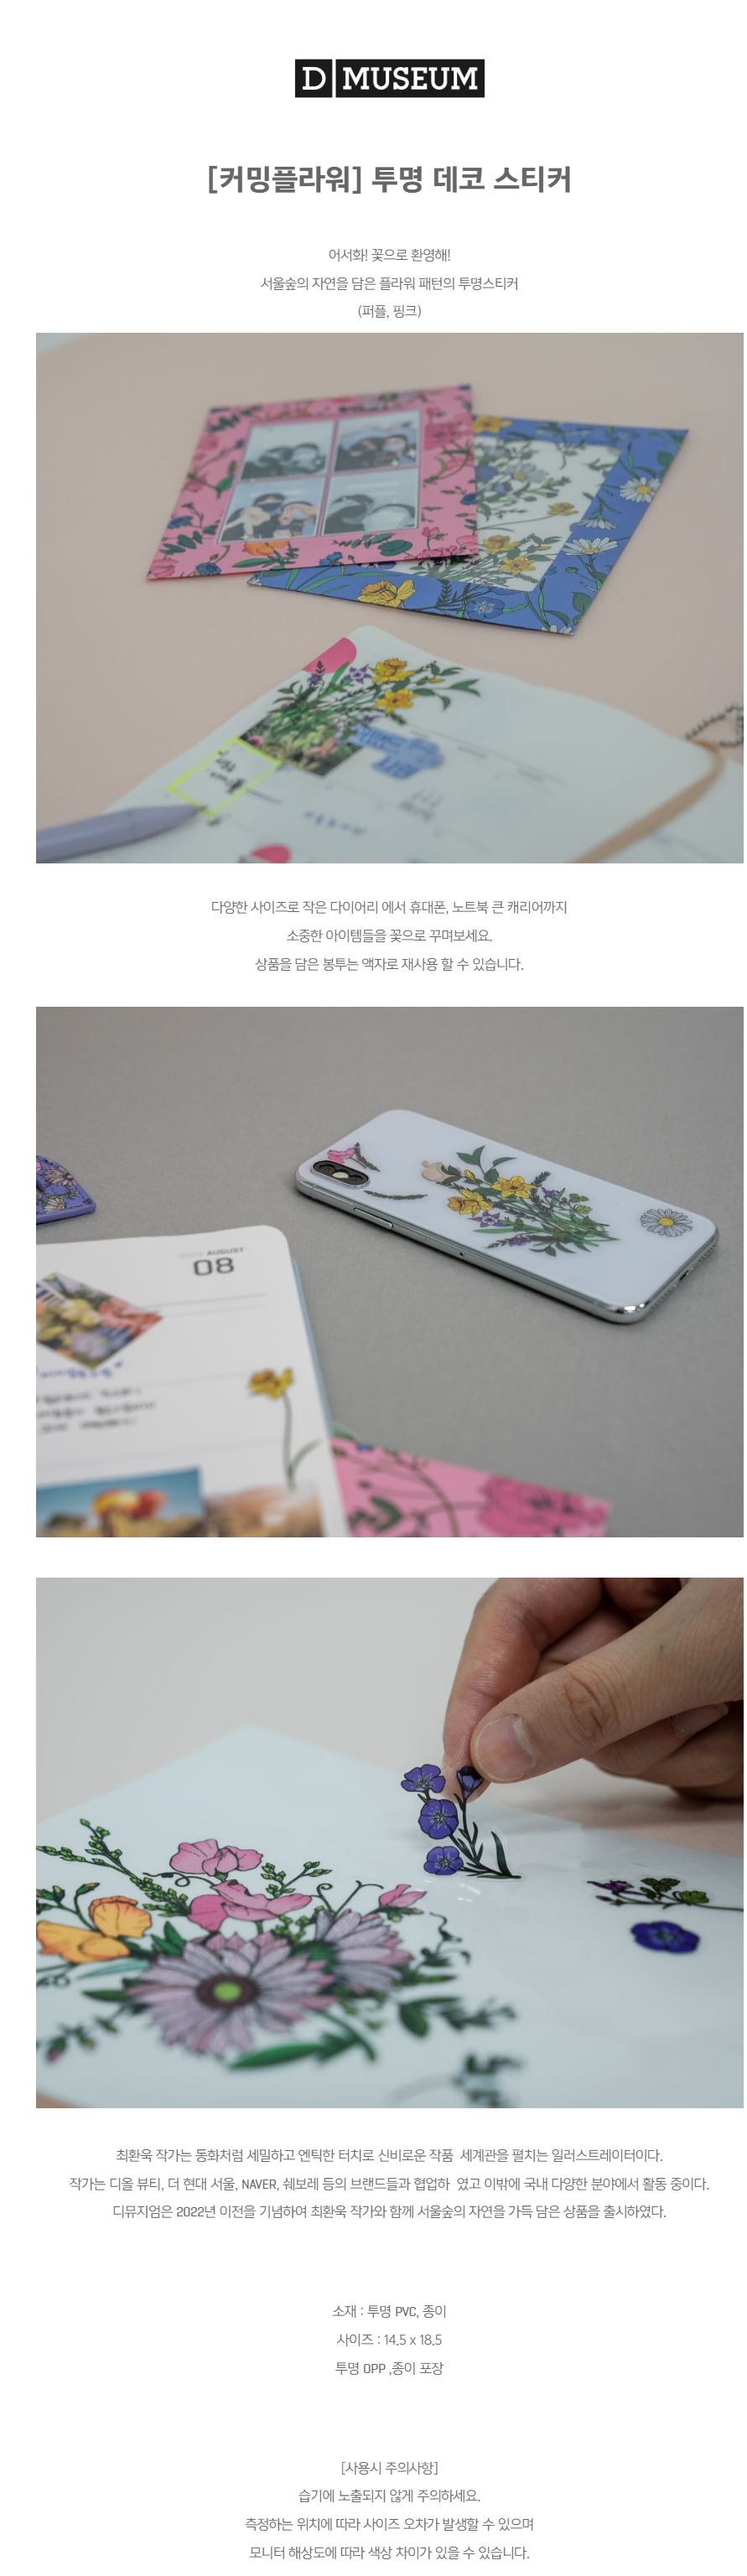 D MUSEUM
[커밍플라워] 투명 데코 스티커
어서화! 꽃으로 환영해!
서울숲의 자연을 담은 플라워 패턴의 투명스티커
(퍼플, 핑크)
다양한 사이즈로 작은 다이어리 에서 휴대폰, 노트북 큰 캐리어까지
소중한 아이템들을 꽃으로 꾸며보세요.
상품을 담은 봉투는 액자로 재사용 할 수 있습니다.
AUGUST
08
최환욱 작가는 동화처럼 세밀하고 엔틱한 터치로 신비로운 작품 세계관을 펼치는 일러스트레이터이다.
작가는 디올 뷰티, 더 현대 서울, NAVER, 쉐보레 등의 브랜드들과 협업하 였고 이밖에 국내 다양한 분야에서 활동 중이다.
디뮤지엄은 2022년 이전을 기념하여 최환욱 작가와 함께 서울숲의 자연을 가득 담은 상품을 출시하였다.
소재 : 투명 PVC, 종이
사이즈 : 14.5 x 18.5
투명 OPP ,종이 포장
[사용시 주의사항]
습기에 노출되지 않게 주의하세요.
측정하는 위치에 따라 사이즈 오차가 발생할 수 있으며
모니터 해상도에 따라 색상 차이가 있을 수 있습니다.